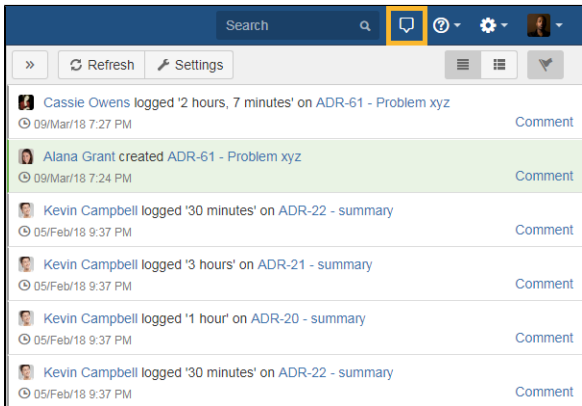 Search
» Refresh Settings
Cassie Owens logged '2 hours, 7 minutes' on ADR-61 - Problem xyz
09/Mar/18 7:27 PM Comment
Alana Grant created ADR-61 - Problem xyz
09/Mar/18 7:24 PM Comment
Kevin Campbell logged '30 minutes' on ADR-22 - summary
05/Feb/18 9:37 PM Comment
Kevin Campbell logged '3 hours' on ADR-21 - summary
05/Feb/18 9:37 PM Comment
Kevin Campbell logged '1 hour' on ADR-20 - summary
05/Feb/18 9:37 PM Comment
Kevin Campbell logged '30 minutes' on ADR-22 - summary
05/Feb/18 9:37 PM Comment